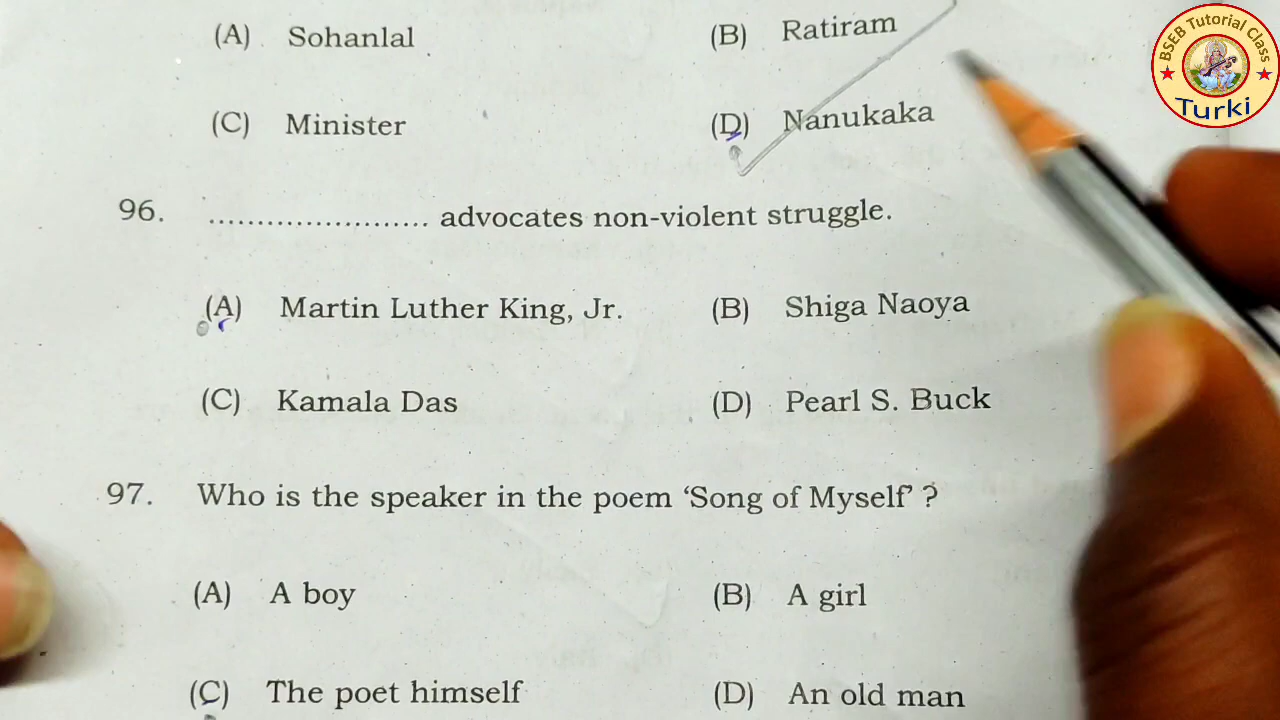 (A) Sohanlal (B) Ratiram
(C) Minister (D) Nanukaka
96. ....................... advocates non-violent struggle.
(A) Martin Luther King, Jr. (B) Shiga Naoya
(C) Kamala Das (D) Pearl S. Buck
97. Who is the speaker in the poem ‘Song of Myself’ ?
(A) A boy (B) A girl
(C) The poet himself (D) An old man
BSEB Tutorial Class
Turki